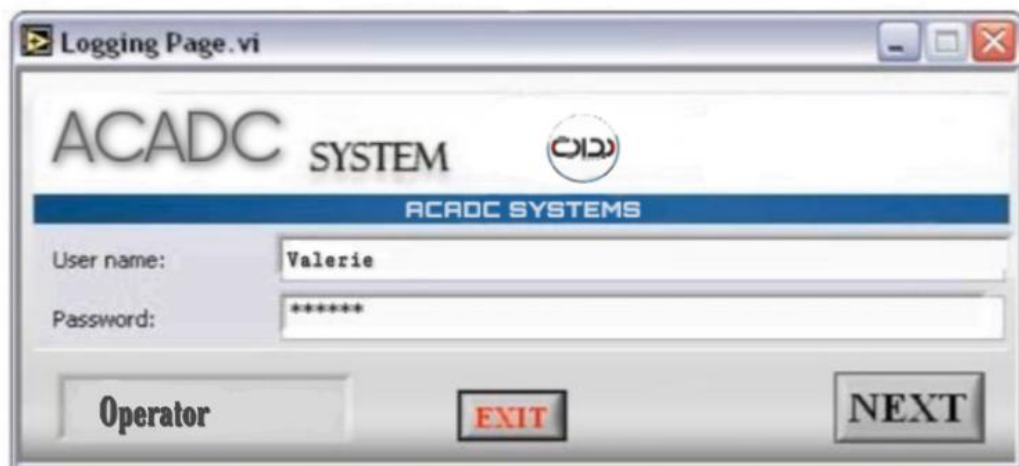 Logging Page.vi
ACADC SYSTEM
ACADC SYSTEMS
User name: Valerie
Password: ******
Operator EXIT NEXT